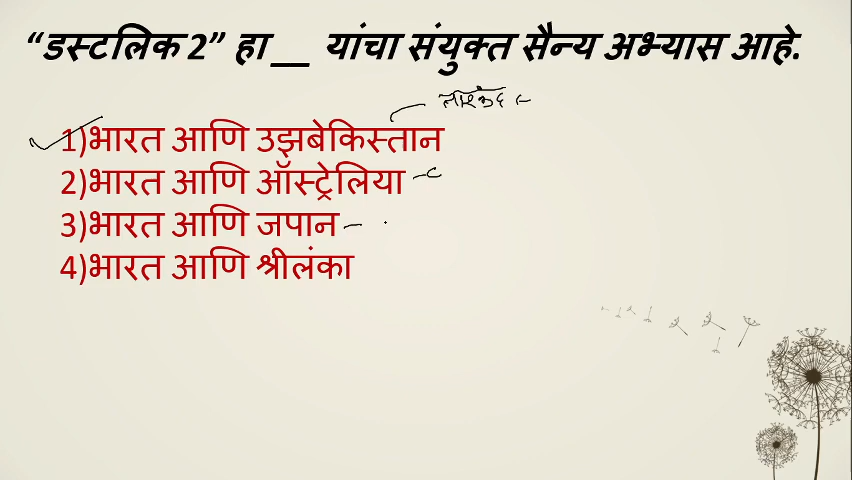 “डस्टलिक 2” हा __ यांचा संयुक्त सैन्य अभ्यास आहे.
1)भारत आणि उझबेकिस्तान
2)भारत आणि ऑस्ट्रेलिया
3)भारत आणि जपान
4)भारत आणि श्रीलंका